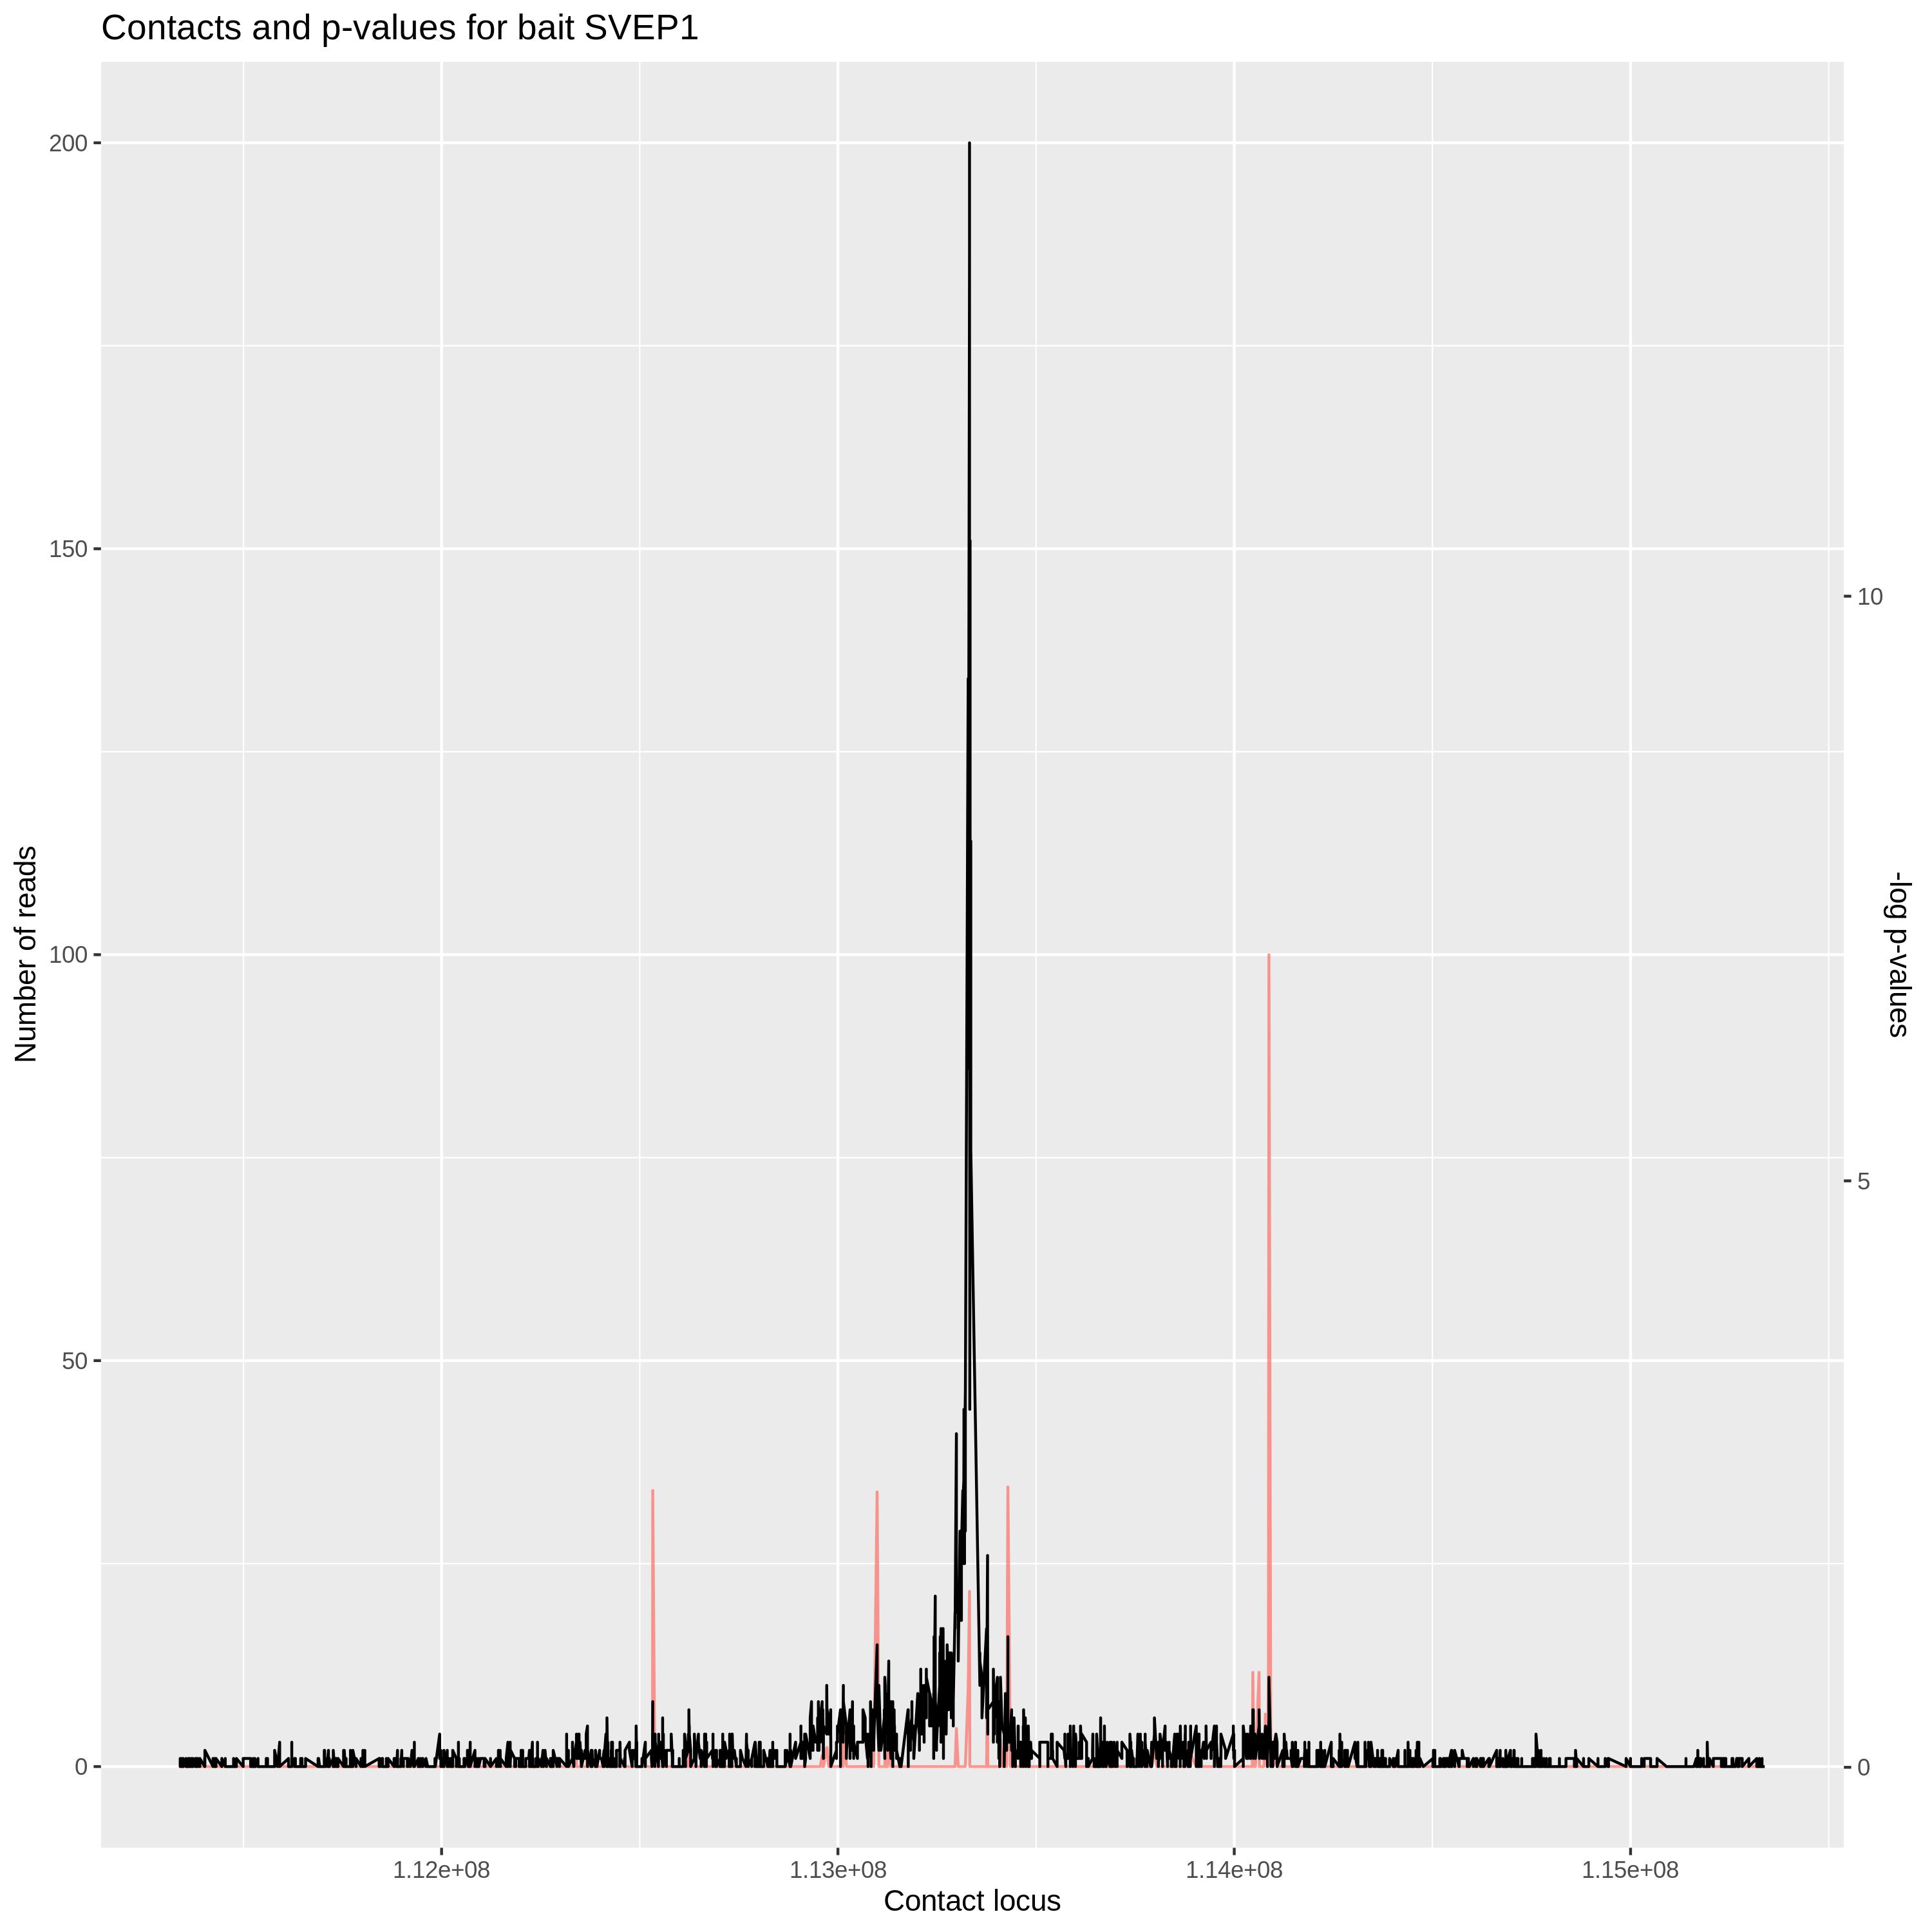 Contacts and p-values for bait SVEP1
200
150
100
50
0
Number of reads
10
5
0
-log p-values
1.12e+08
1.13e+08
1.14e+08
1.15e+08
Contact locus